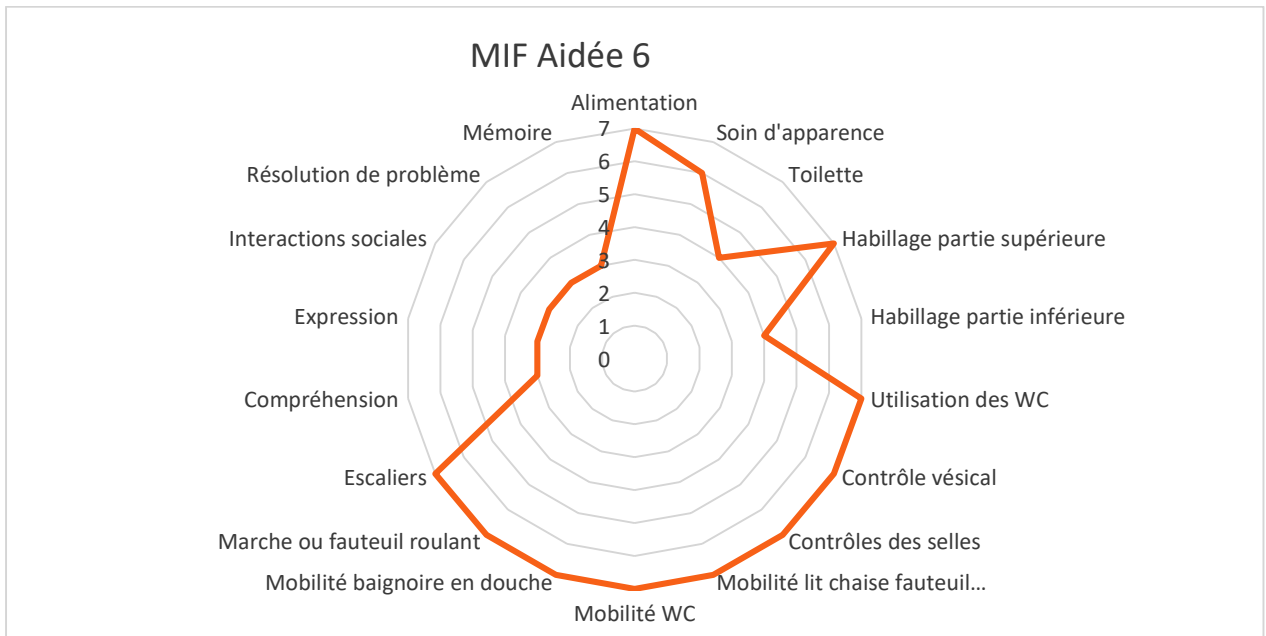 MIF Aidée 6
Alimentation
Soin d'apparence
Toilette
Habillage partie supérieure
Habillage partie inférieure
Utilisation des WC
Contrôle vésical
Contrôles des selles
Mobilité lit chaise fauteuil…
Mobilité WC
Mobilité baignoire en douche
Marche ou fauteuil roulant
Escaliers
Compréhension
Expression
Interactions sociales
Résolution de problème
Mémoire
7
6
5
4
3
2
1
0